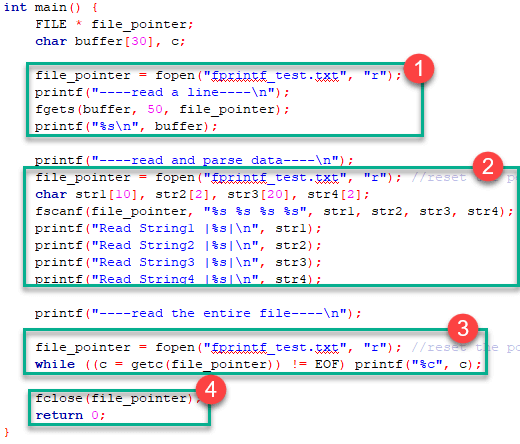 int main() {
FILE * file_pointer;
char buffer[30], c;
1
file_pointer = fopen("fprintf_test.txt", "r");
printf("----read a line----\n");
fgets(buffer, 50, file_pointer);
printf("%s\n", buffer);
printf("----read and parse data----\n");
2
file_pointer = fopen("fprintf_test.txt", "r"); //reset
char str1[10], str2[2], str3[20], str4[2];
fscanf(file_pointer, "%s %s %s %s", str1, str2, str3, str4);
printf("Read String1 |%s|\n", str1);
printf("Read String2 |%s|\n", str2);
printf("Read String3 |%s|\n", str3);
printf("Read String4 |%s|\n", str4);
printf("----read the entire file----\n");
3
file_pointer = fopen("fprintf_test.txt", "r"); //reset the po
while ((c = getc(file_pointer)) != EOF) printf("%c", c);
4
fclose(file_pointer);
return 0;
}